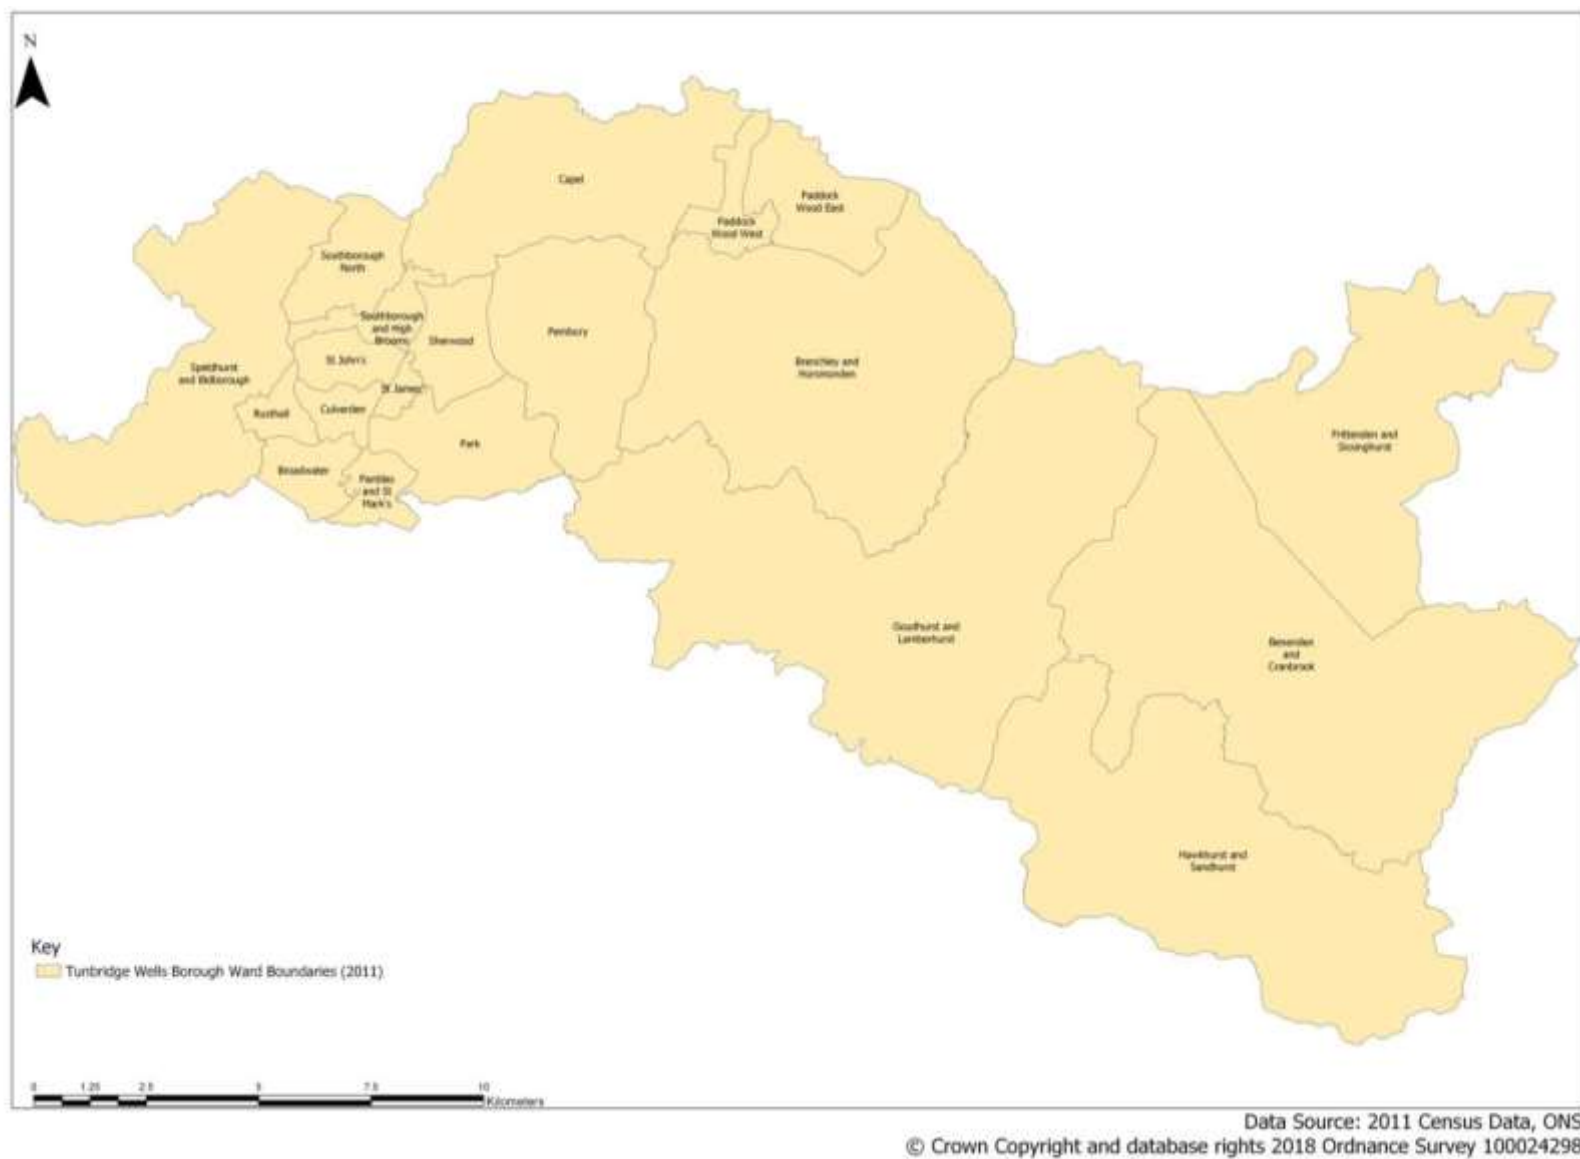 N
Capel
Paddock
Wood East
Paddock
Wood West
Southborough
North
Southborough
and High
Brooms
Sherwood
Pembury
St John's
Speldhurst
and Bidborough
Brenchley and
Horsmonden
St James'
Rusthall
Culverden
Park
Frittenden and
Sissinghurst
Broadwater
Pantiles
and St
Mark's
Goudhurst and
Lamberhurst
Benenden
and
Cranbrook
Hawkhurst and
Sandhurst
Key
Tunbridge Wells Borough Ward Boundaries (2011)
0 1.25 2.5 5 7.5 10
Kilometers
Data Source: 2011 Census Data, ONS
© Crown Copyright and database rights 2018 Ordnance Survey 100024298